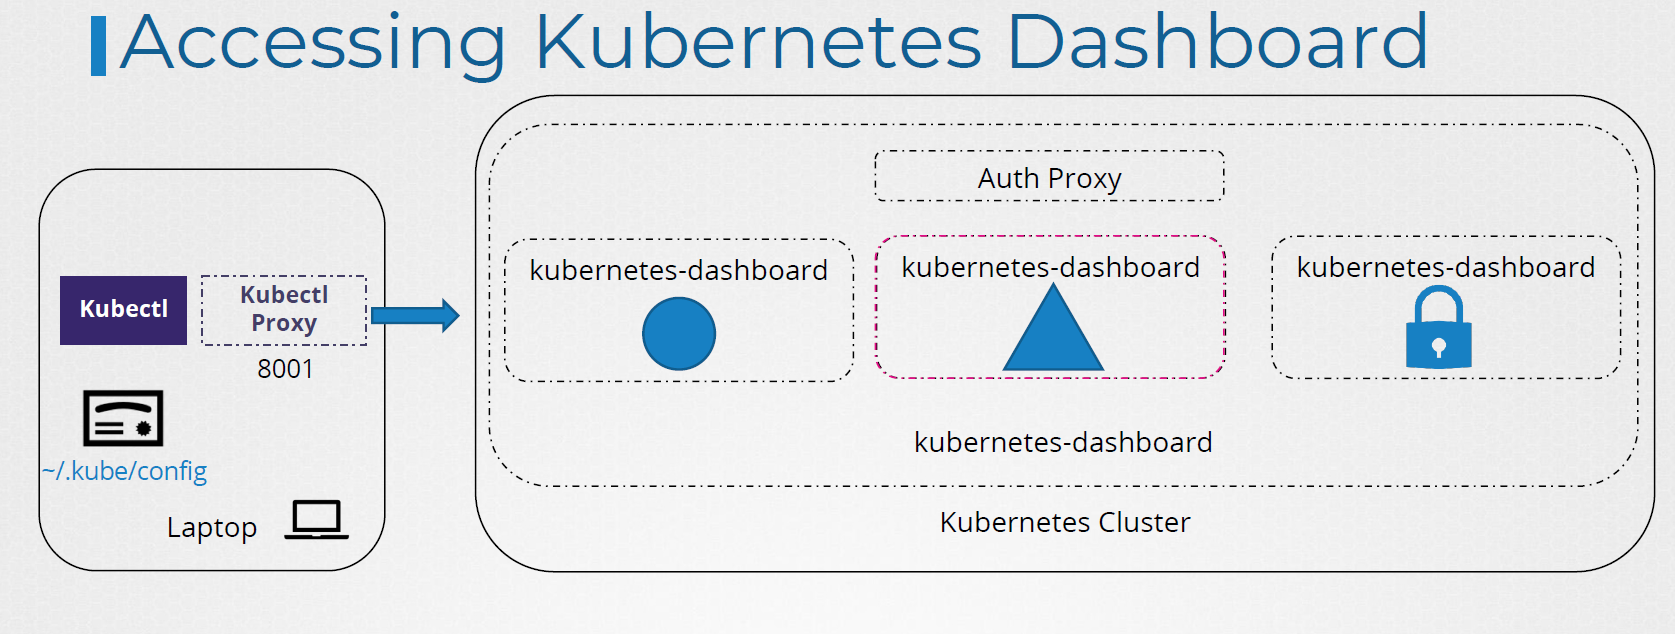 Accessing Kubernetes Dashboard
Kubectl
Kubectl
Proxy
8001
~/.kube/config
Laptop
Auth Proxy
kubernetes-dashboard
kubernetes-dashboard
kubernetes-dashboard
kubernetes-dashboard
Kubernetes Cluster